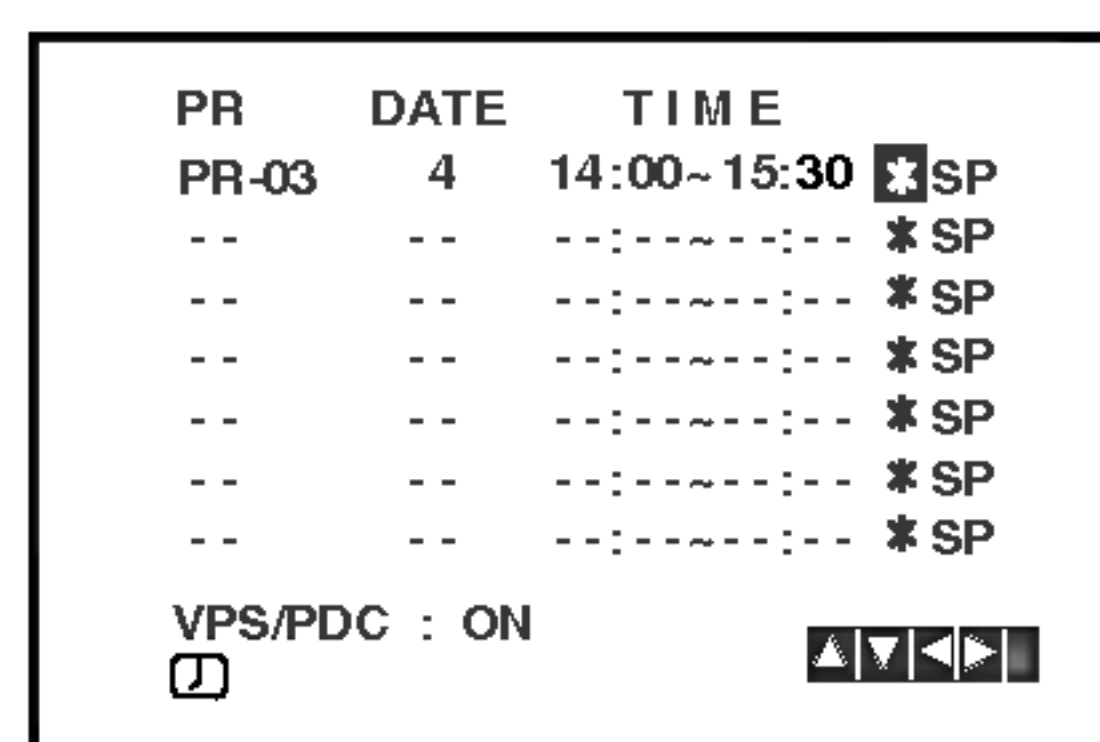 PR DATE TIME
PR-03 4 14:00~15:30 * SP
-- -- --:--~--:-- * SP
-- -- --:--~--:-- * SP
-- -- --:--~--:-- * SP
-- -- --:--~--:-- * SP
-- -- --:--~--:-- * SP
-- -- --:--~--:-- * SP
VPS/PDC : ON